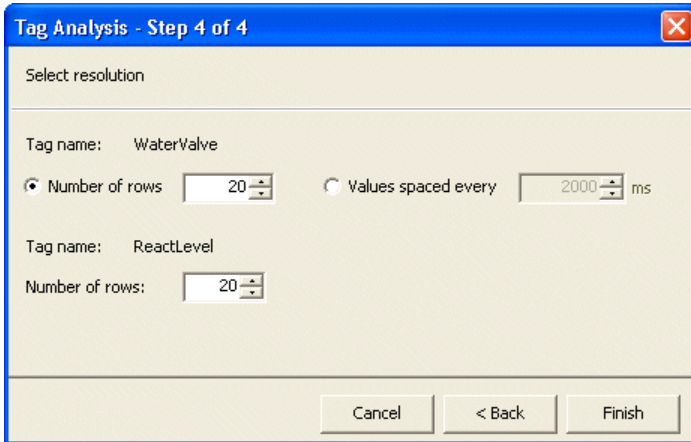 Tag Analysis - Step 4 of 4
Select resolution
Tag name: WaterValve
Number of rows 20 Values spaced every 2000 ms
Tag name: ReactLevel
Number of rows: 20
Cancel < Back Finish